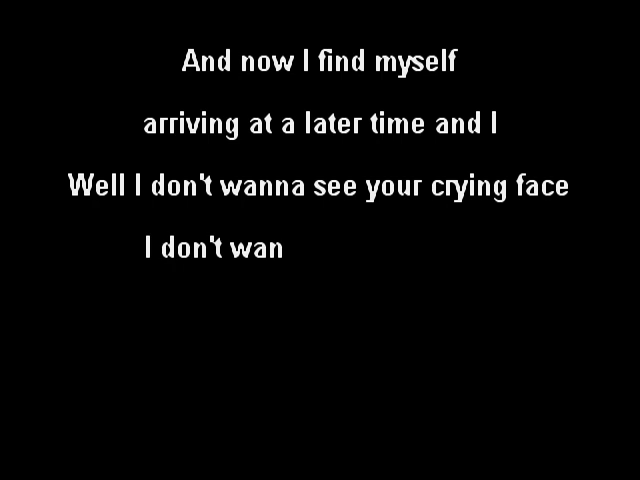 And now I find myself
arriving at a later time and I
Well I don't wanna see your crying face
I don't wan